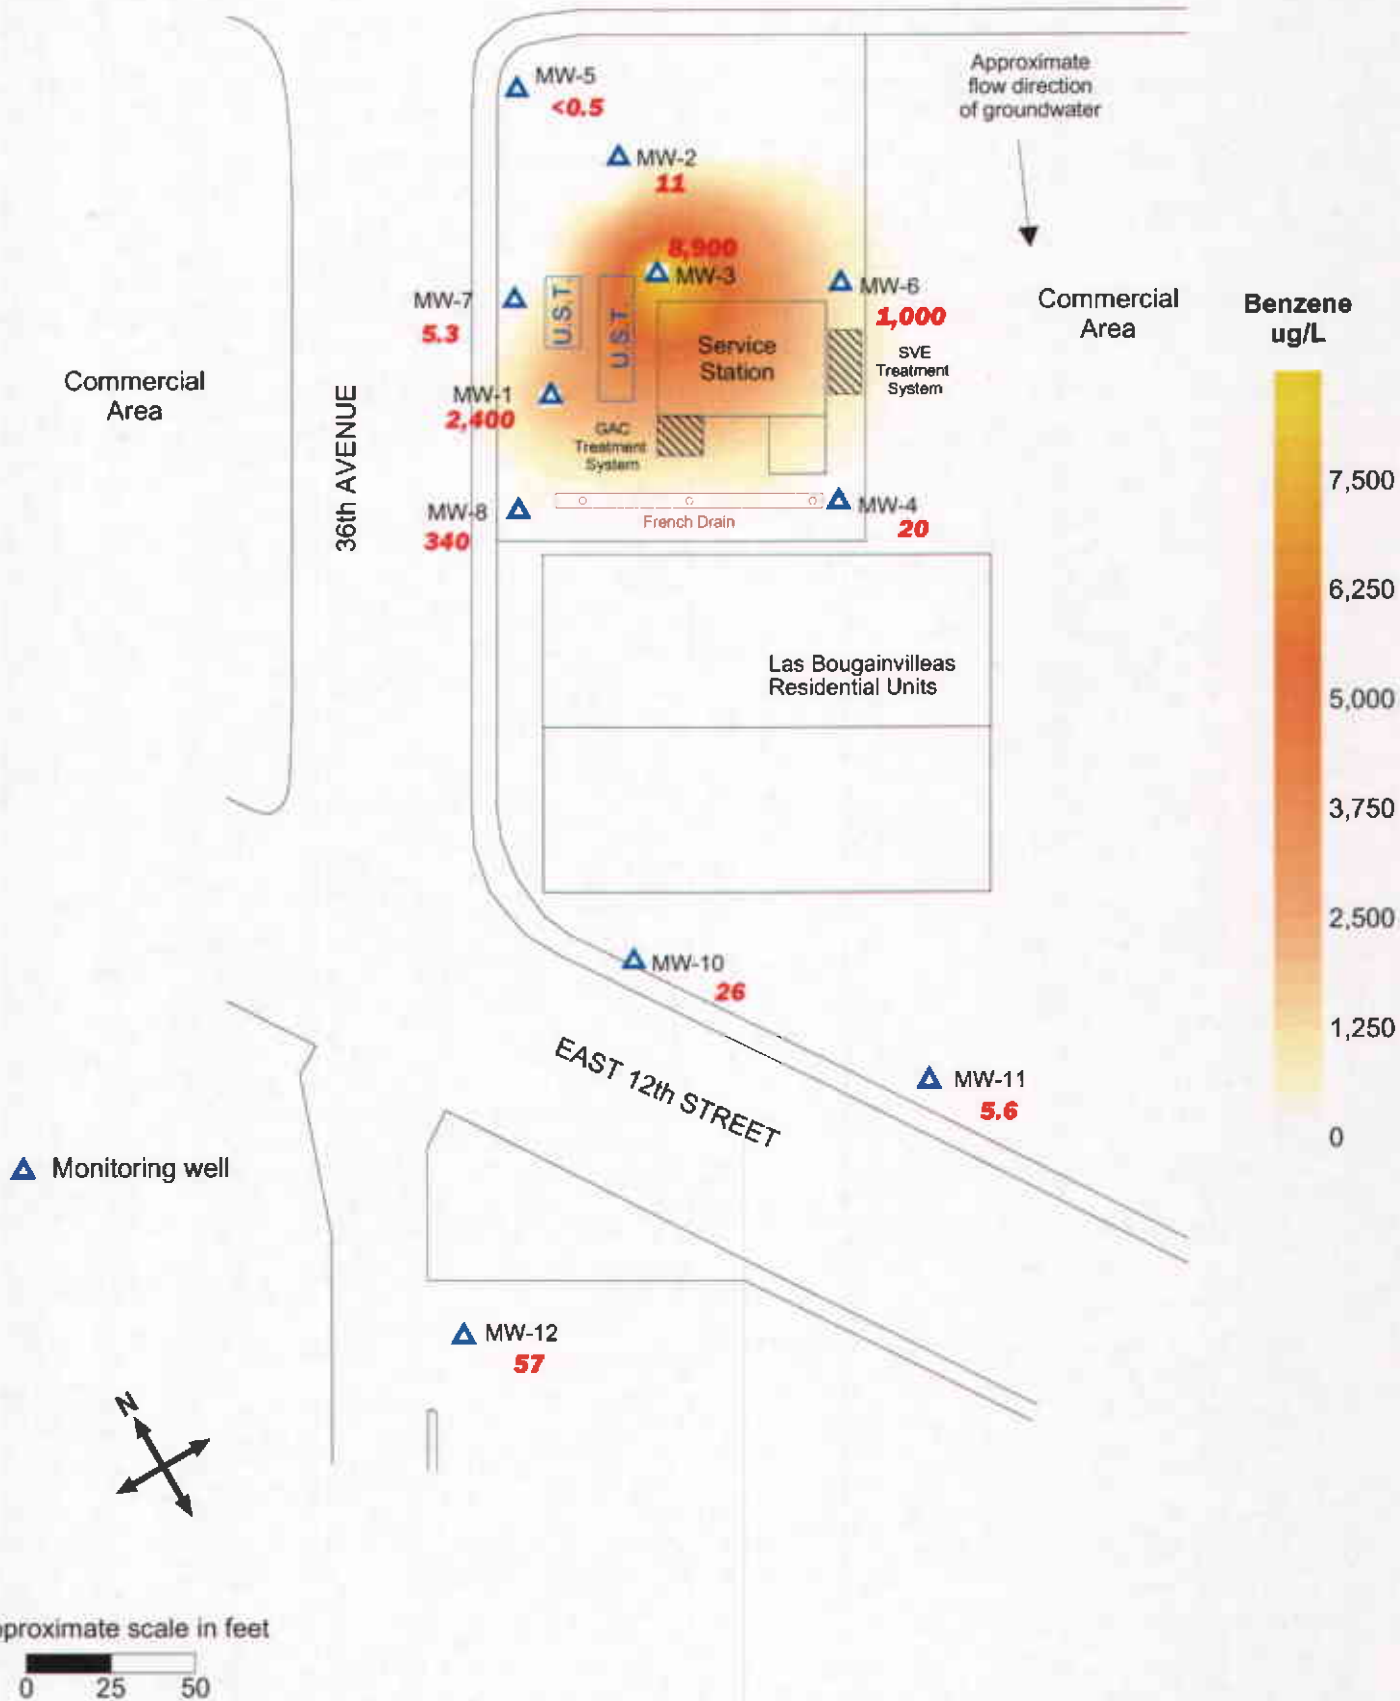 MW-5
<0.5
Approximate
flow direction
of groundwater
MW-2
11
8,900
MW-3
MW-7
5.3
U.S.T.
U.S.T.
MW-6
1,000
Commercial
Area
Benzene
ug/L
Service
Station
SVE
Treatment
System
Commercial
Area
36th AVENUE
MW-1
2,400
GAC
Treatment
System
7,500
MW-8
340
French Drain
MW-4
20
6,250
Las Bougainvilleas
Residential Units
5,000
3,750
2,500
MW-10
26
1,250
EAST 12th STREET
MW-11
5.6
0
Monitoring well
MW-12
57
N
pproximate scale in feet
0 25 50